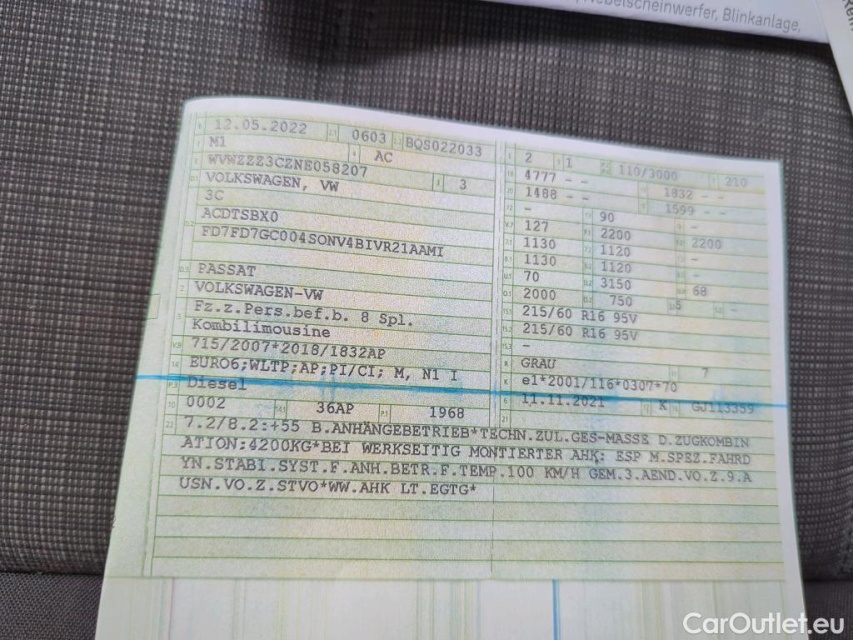 Nebelscheinwerfer, Blinkanlage,
12.05.2022 0603 BQS022033
M1 AC
WVWZZZ3CZNE058207 3
VOLKSWAGEN, VW
3C
ACDTSBX0
FD7FD7GC004SONV4BIVR21AAMI
PASSAT
VOLKSWAGEN-VW
Fz.z.Pers.bef.b. 8 Spl.
Kombilimousine
715/2007*2018/1832AP
EURO6;WLTP;AP;PI/CI; M, N1 I
Diesel
0002 36AP 1968
2 1 110/3000 210
4777 - - 1832 - -
1488 - - 1599 - -
- 90
127 2200 2200
1130 1120
1130 1120
70 3150 68
2000 750 5 -
215/60 R16 95V
215/60 R16 95V
-
GRAU 7
e1*2001/116*0307*70
11.11.2021 K GJ113359
7.2/8.2:+55 B.ANHÄNGEBETRIEB*TECHN.ZUL.GES-MASSE D.ZUGKOMBIN
ATION:4200KG*BEI WERKSEITIG MONTIERTER AHK: ESP M.SPEZ.FAHRD
YN.STABI.SYST.F.ANH.BETR.F.TEMP.100 KM/H GEM.3.AEND.VO.Z.9.A
USN.VO.Z.STVO*WW.AHK LT.EGTG*
CarOutlet.eu